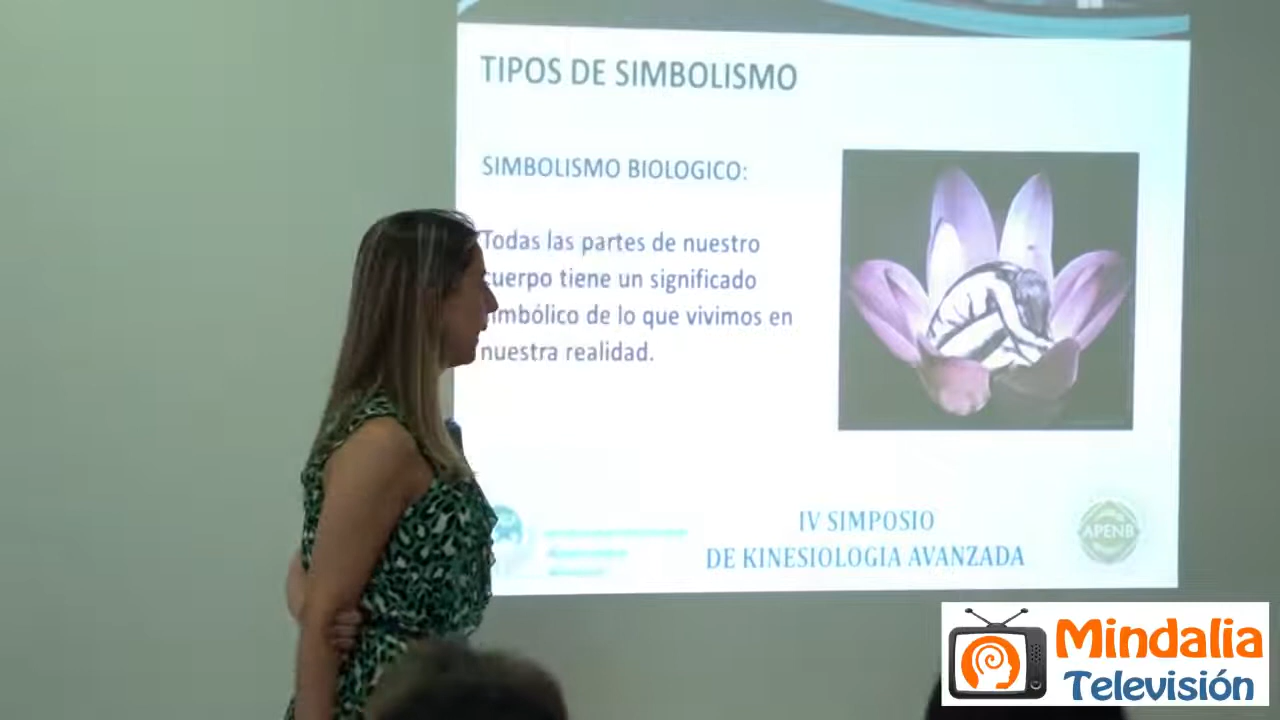 TIPOS DE SIMBOLISMO
SIMBOLISMO BIOLOGICO:
Todas las partes de nuestro
cuerpo tiene un significado
simbólico de lo que vivimos en
nuestra realidad.
IV SIMPOSIO
DE KINESIOLOGIA AVANZADA
APENB
Mindalia
Televisión